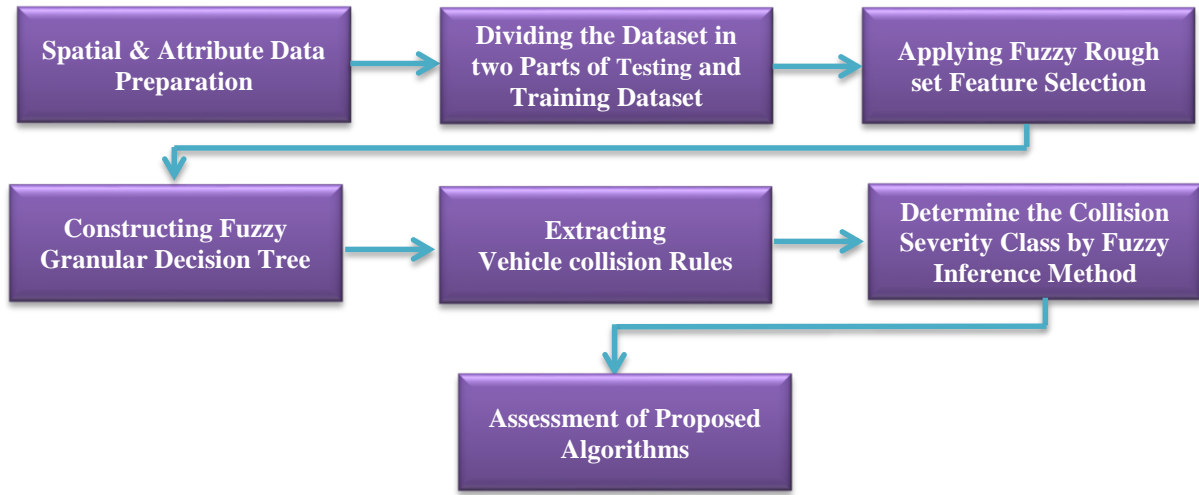 Spatial & Attribute Data
Preparation
Dividing the Dataset in
two Parts of Testing and
Training Dataset
Applying Fuzzy Rough
set Feature Selection
Constructing Fuzzy
Granular Decision Tree
Extracting
Vehicle collision Rules
Determine the Collision
Severity Class by Fuzzy
Inference Method
Assessment of Proposed
Algorithms